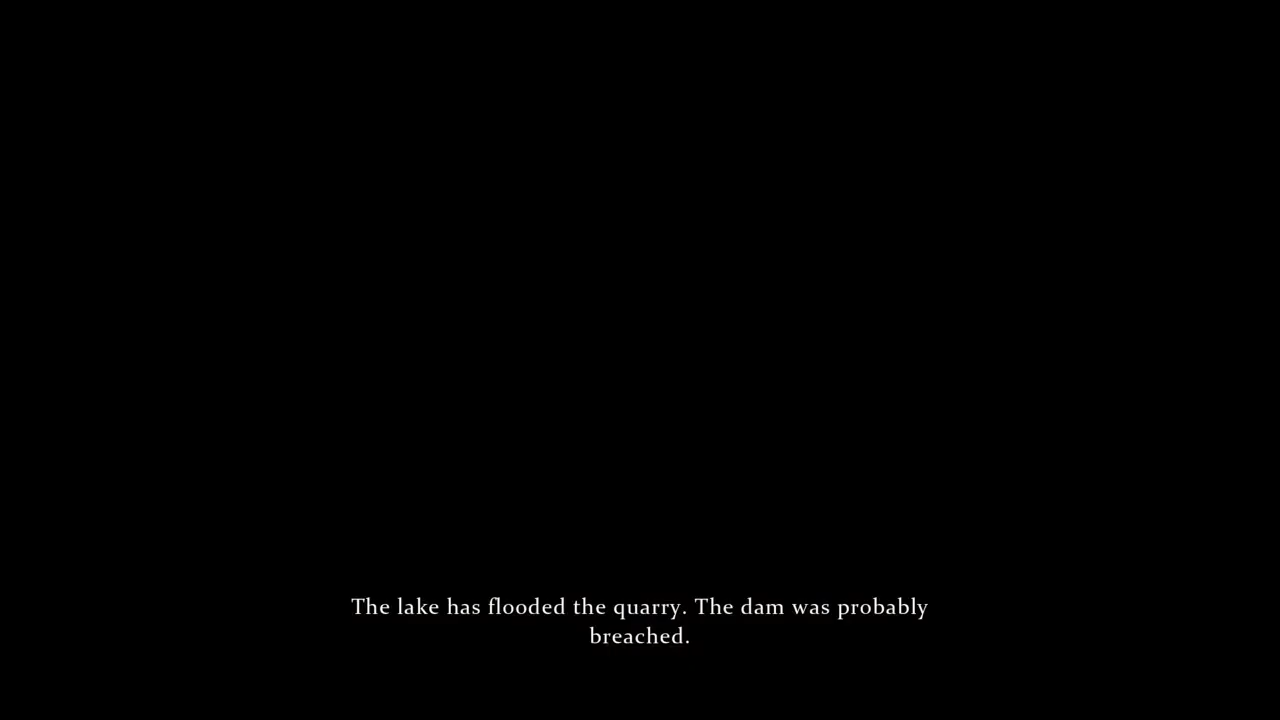 The lake has flooded the quarry. The dam was probably
breached.